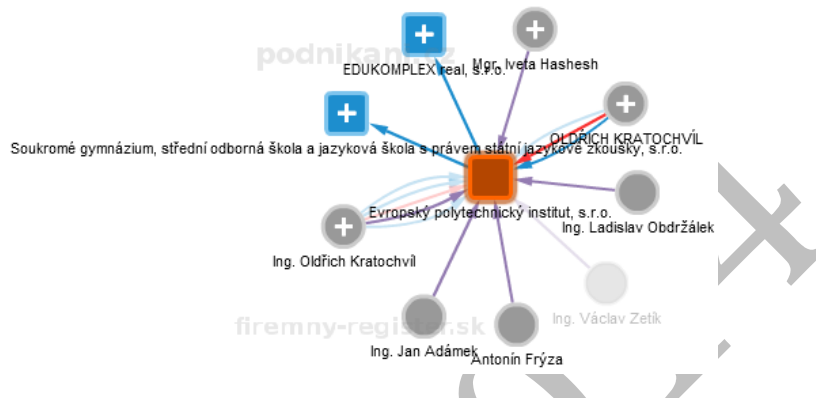 podnikani.cz
EDUKOMPLEX real, s.r.o.
Mgr. Iveta Hashesh
OLDŘICH KRATOCHVÍL
Soukromé gymnázium, střední odborná škola a jazyková škola s právem státní jazykové zkoušky, s.r.o.
Evropský polytechnický institut, s.r.o.
Ing. Ladislav Obdržálek
Ing. Oldřich Kratochvíl
Ing. Václav Zetík
firemny-register.sk
Ing. Jan Adámek
Antonín Frýza